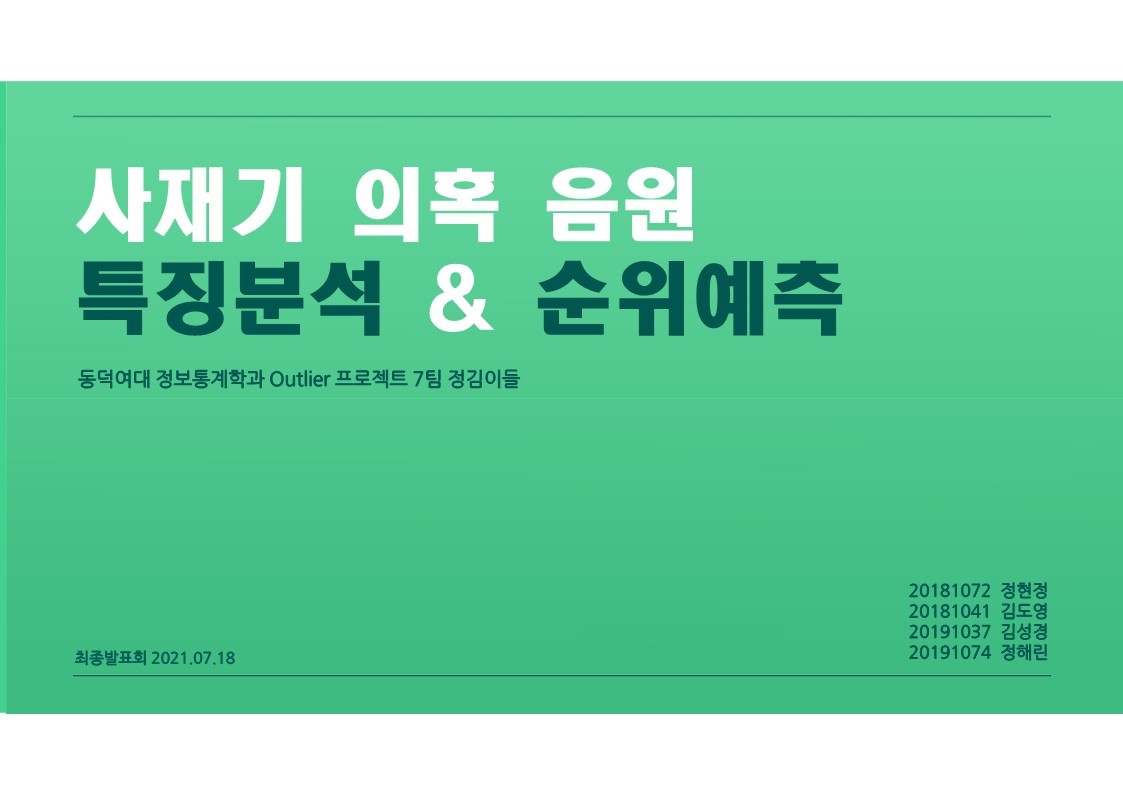 사재기 의혹 음원
특징분석 & 순위예측
동덕여대 정보통계학과 Outlier 프로젝트 7팀 정김이들
20181072 정현정
20181041 김도영
20191037 김성경
20191074 정해린
최종발표회 2021.07.18